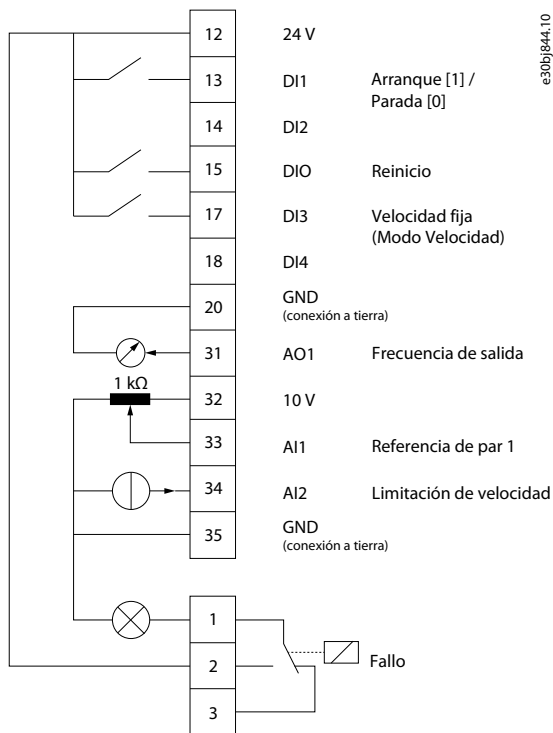 e30bj844.10
12 24 V
13 DI1 Arranque [1] /
Parada [0]
14 DI2
15 DIO Reinicio
17 DI3 Velocidad fija
(Modo Velocidad)
18 DI4
20 GND
(conexión a tierra)
31 AO1 Frecuencia de salida
1 kΩ
32 10 V
33 AI1 Referencia de par 1
34 AI2 Limitación de velocidad
35 GND
(conexión a tierra)
1
2 Fallo
3